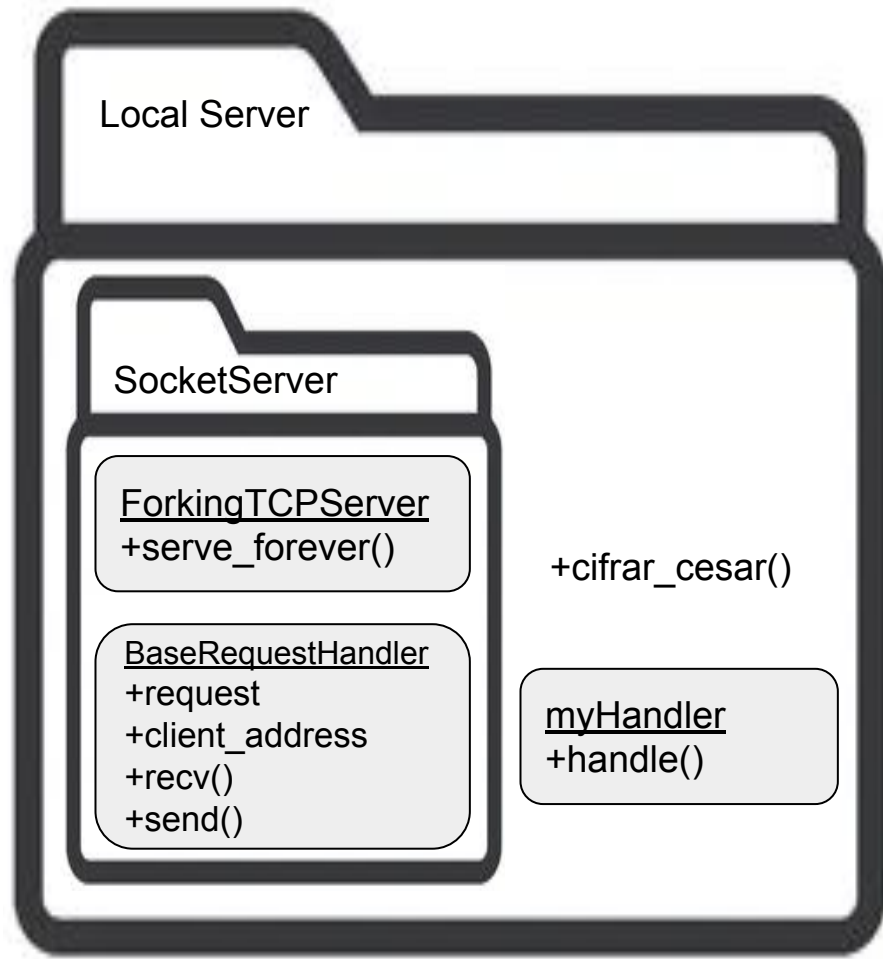 Local Server
SocketServer
ForkingTCPServer
+serve_forever()
BaseRequestHandler
+request
+client_address
+recv()
+send()
+cifrar_cesar()
myHandler
+handle()